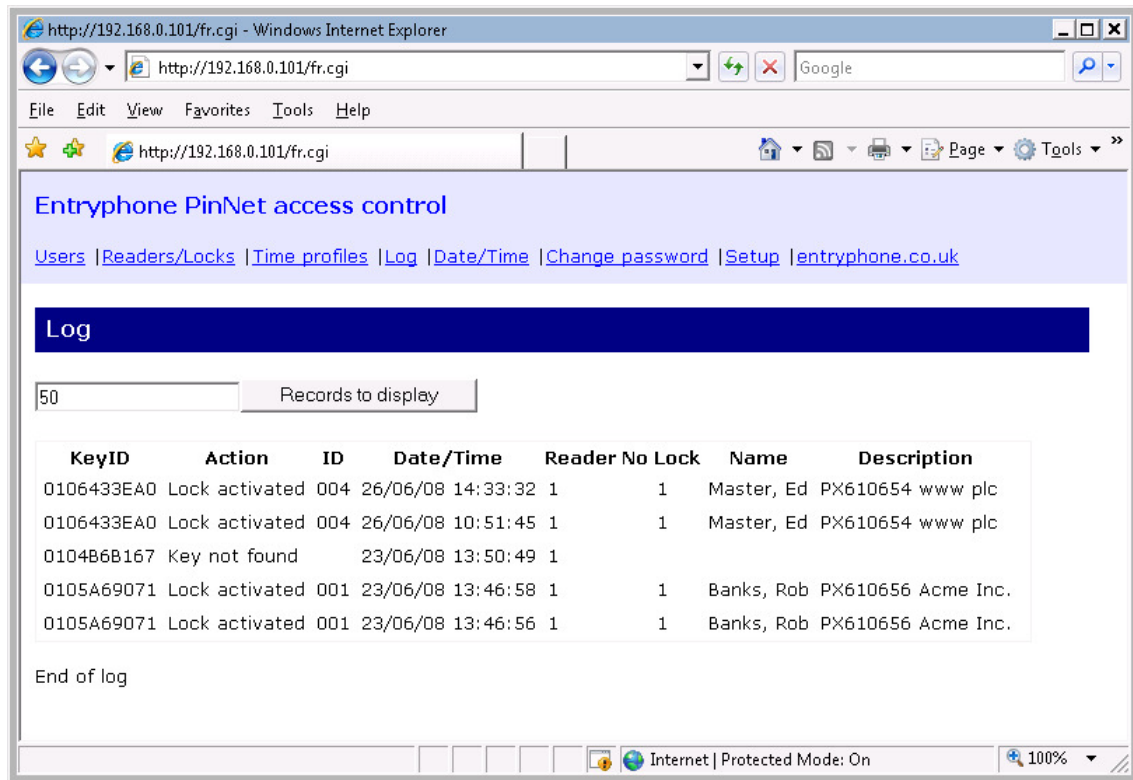 http://192.168.0.101/fr.cgi - Windows Internet Explorer
http://192.168.0.101/fr.cgi Google
File Edit View Favorites Tools Help
http://192.168.0.101/fr.cgi Page Tools »
Entryphone PinNet access control
Users |Readers/Locks |Time profiles |Log |Date/Time |Change password |Setup |entryphone.co.uk
Log
50 Records to display
KeyID Action ID Date/Time Reader No Lock Name Description
0106433EA0 Lock activated 004 26/06/08 14:33:32 1 1 Master, Ed PX610654 www plc
0106433EA0 Lock activated 004 26/06/08 10:51:45 1 1 Master, Ed PX610654 www plc
0104B6B167 Key not found 23/06/08 13:50:49 1
0105A69071 Lock activated 001 23/06/08 13:46:58 1 1 Banks, Rob PX610656 Acme Inc.
0105A69071 Lock activated 001 23/06/08 13:46:56 1 1 Banks, Rob PX610656 Acme Inc.
End of log
Internet | Protected Mode: On 100%